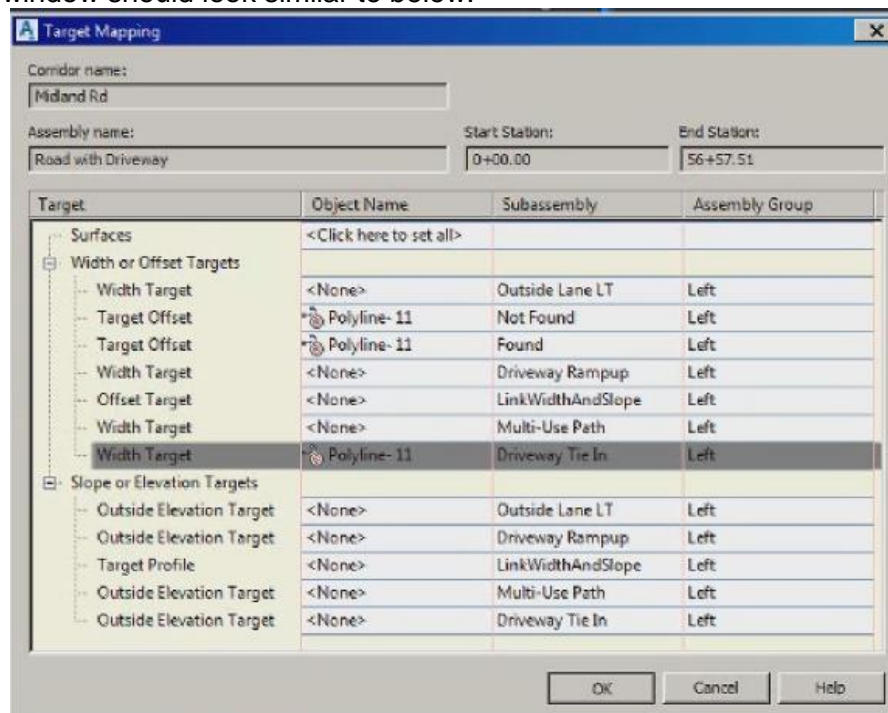 window should look similar to below.
Target Mapping
Corridor name:
Midland Rd
Assembly name: Start Station: End Station:
Road with Driveway 0+00.00 56+57.51
Target Object Name Subassembly Assembly Group
Surfaces <Click here to set all>
Width or Offset Targets
Width Target <None> Outside Lane LT Left
Target Offset Polyline- 11 Not Found Left
Target Offset Polyline- 11 Found Left
Width Target <None> Driveway Rampup Left
Offset Target <None> LinkWidthAndSlope Left
Width Target <None> Multi-Use Path Left
Width Target Polyline- 11 Driveway Tie In Left
Slope or Elevation Targets
Outside Elevation Target <None> Outside Lane LT Left
Outside Elevation Target <None> Driveway Rampup Left
Target Profile <None> LinkWidthAndSlope Left
Outside Elevation Target <None> Multi-Use Path Left
Outside Elevation Target <None> Driveway Tie In Left
OK Cancel Help